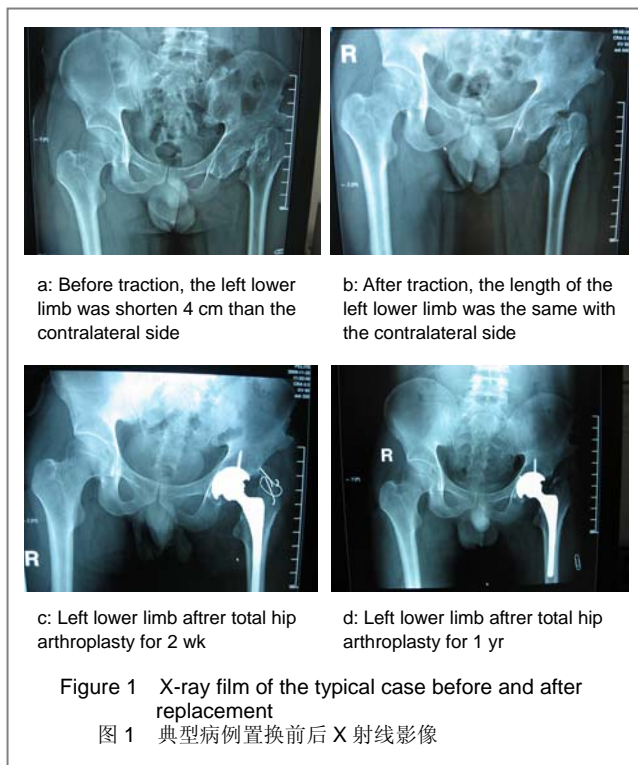 R
a: Before traction, the left lower
limb was shorten 4 cm than the
contralateral side
b: After traction, the length of the
left lower limb was the same with
the contralateral side
R
R
c: Left lower limb aftrer total hip
arthroplasty for 2 wk
d: Left lower limb aftrer total hip
arthroplasty for 1 yr
Figure 1 X-ray film of the typical case before and after
replacement
图 1 典型病例置换前后 X 射线影像